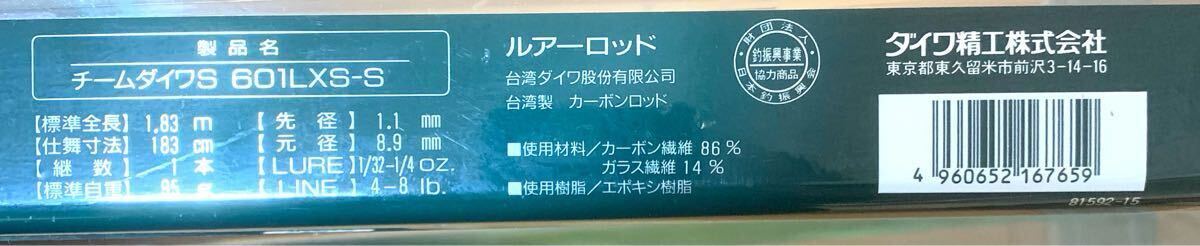 製品名
チームダイワS 601LXS-S
【標準全長】 1.83 m 【先径】 1.1 mm
【仕舞寸法】 183 cm 【元径】 8.9 mm
【継数】 1 本 【LURE】 1/32-1/4 oz.
【標準自重】 95 g 【LINE】 4-8 lb.
ルアーロッド
台湾ダイワ股份有限公司
台湾製 カーボンロッド
■使用材料/カーボン繊維 86%
ガラス繊維 14%
■使用樹脂/エポキシ樹脂
財団法人
釣振興事業
協力商品
日本釣振興会
ダイワ精工株式会社
東京都東久留米市前沢3-14-16
4 960652 167659
81592-15